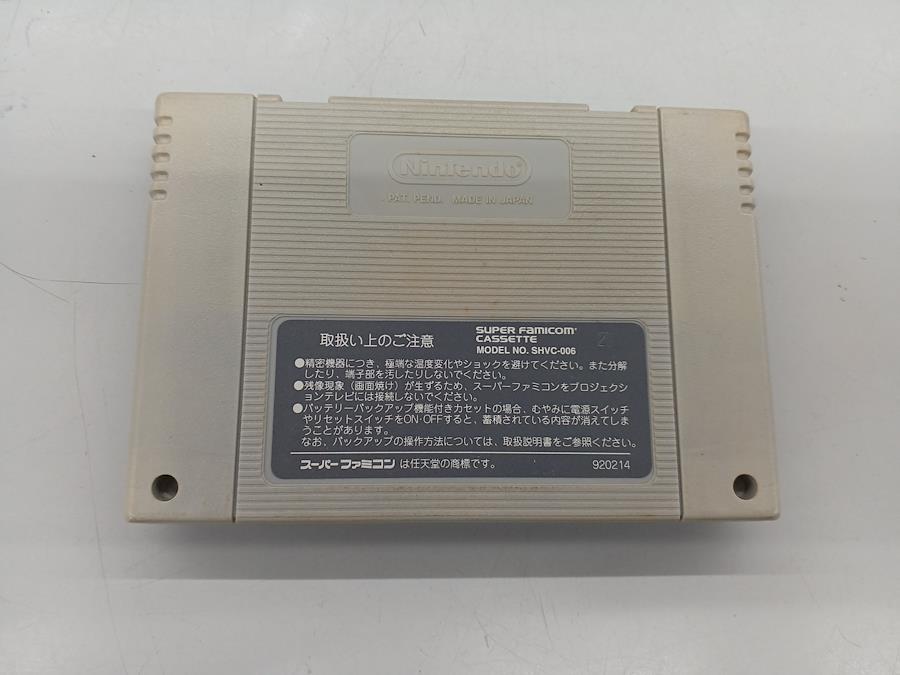 Nintendo®
PAT. PEND. MADE IN JAPAN
取扱い上のご注意
SUPER FAMICOM®
CASSETTE
MODEL NO. SHVC-006
●精密機器につき、極端な温度変化やショックを避けてください。また分解
したり、端子部を汚したりしないでください。
●残像現象（画面焼け）が生ずるため、スーパーファミコンをプロジェクシ
ョンテレビには接続しないでください。
●バッテリーバックアップ機能付きカセットの場合、むやみに電源スイッチ
やリセットスイッチをON·OFFすると、蓄積されている内容が消えてしま
うことがあります。
なお、バックアップの操作方法については、取扱説明書をご参照ください。
スーパーファミコンは任天堂の商標です。
920214